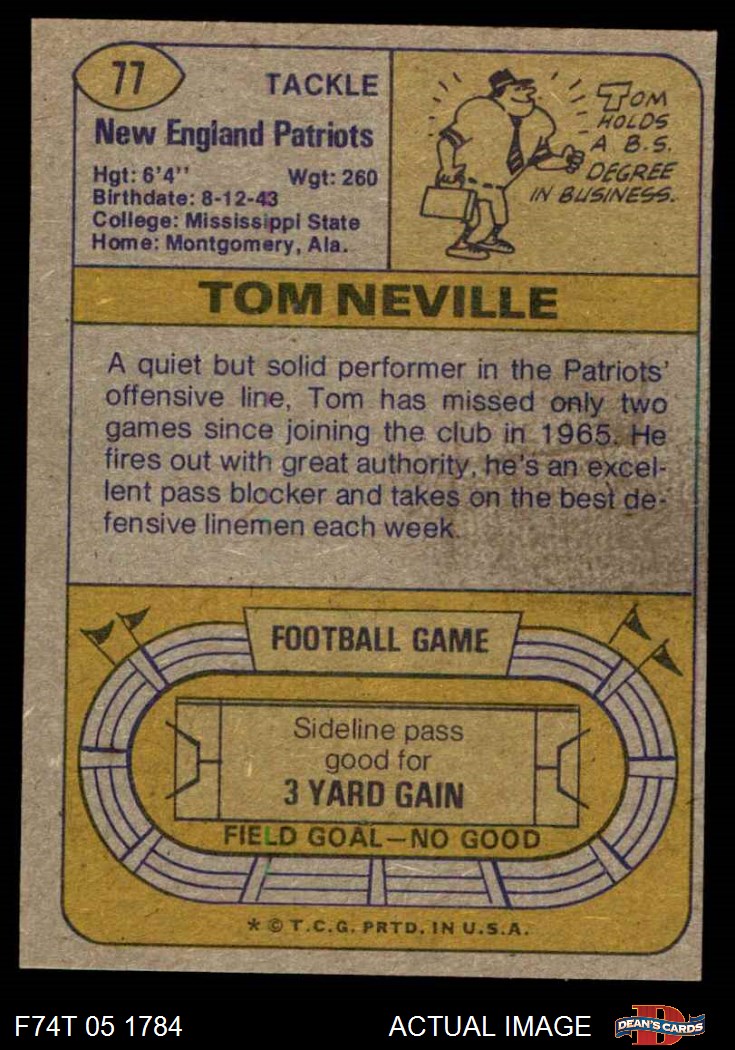 77
TACKLE
New England Patriots
Hgt: 6'4'' Wgt: 260
Birthdate: 8-12-43
College: Mississippi State
Home: Montgomery, Ala.
TOM
HOLDS
A B.S.
DEGREE
IN BUSINESS.
TOM NEVILLE
A quiet but solid performer in the Patriots'
offensive line, Tom has missed only two
games since joining the club in 1965. He
fires out with great authority, he's an excel-
lent pass blocker and takes on the best de-
fensive linemen each week.
FOOTBALL GAME
Sideline pass
good for
3 YARD GAIN
FIELD GOAL—NO GOOD
* © T.C.G. PRTD. IN U.S.A.
F74T 05 1784
ACTUAL IMAGE
D
DEAN'S CARDS